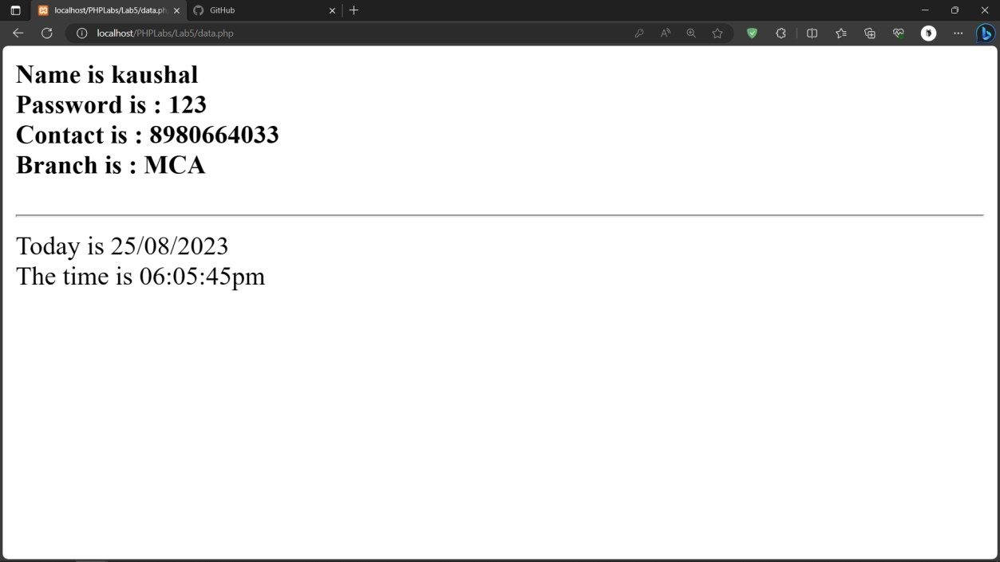 localhost/PHPLabs/Lab5/data.ph
GitHub
localhost/PHPLabs/Lab5/data.php
Name is kaushal
Password is : 123
Contact is : 8980664033
Branch is : MCA
Today is 25/08/2023
The time is 06:05:45pm